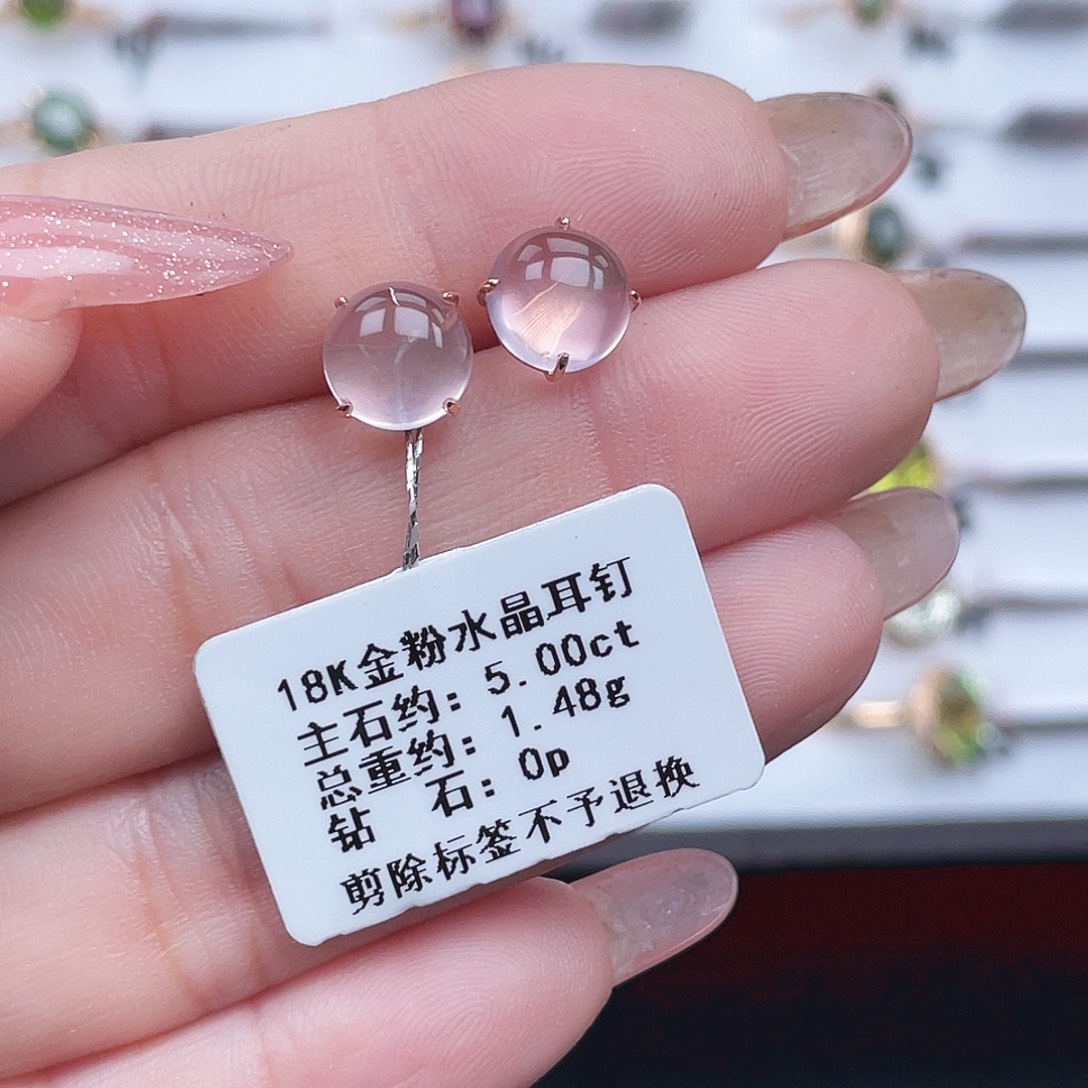 18K金粉水晶耳钉
主石约：5.00ct
总重约：1.48g
钻 石：0p
剪除标签不予退换